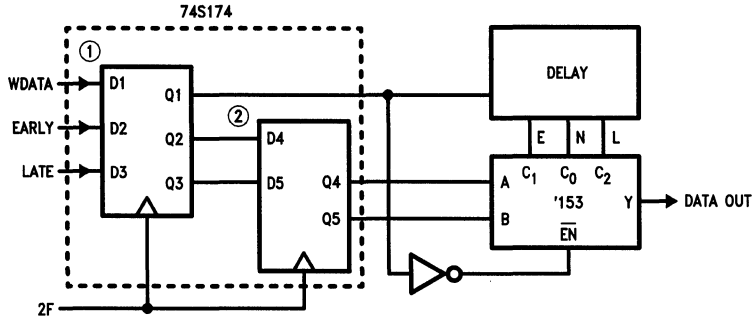 74S174
①
WDATA
D1
Q1
DELAY
EARLY
D2
Q2
②
D4
E
N
L
LATE
D3
Q3
D5
Q4
Q5
A
B
C1
C0
C2
'153
Y
EN
DATA OUT
2F